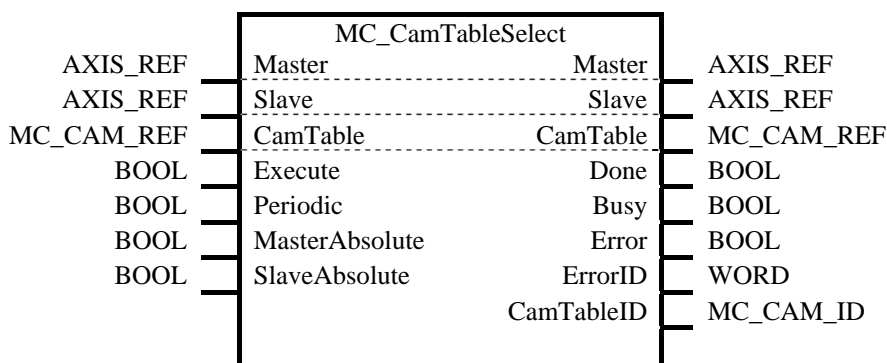 MC_CamTableSelect
AXIS_REF Master Master AXIS_REF
AXIS_REF Slave Slave AXIS_REF
MC_CAM_REF CamTable CamTable MC_CAM_REF
BOOL Execute Done BOOL
BOOL Periodic Busy BOOL
BOOL MasterAbsolute Error BOOL
BOOL SlaveAbsolute ErrorID WORD
CamTableID MC_CAM_ID